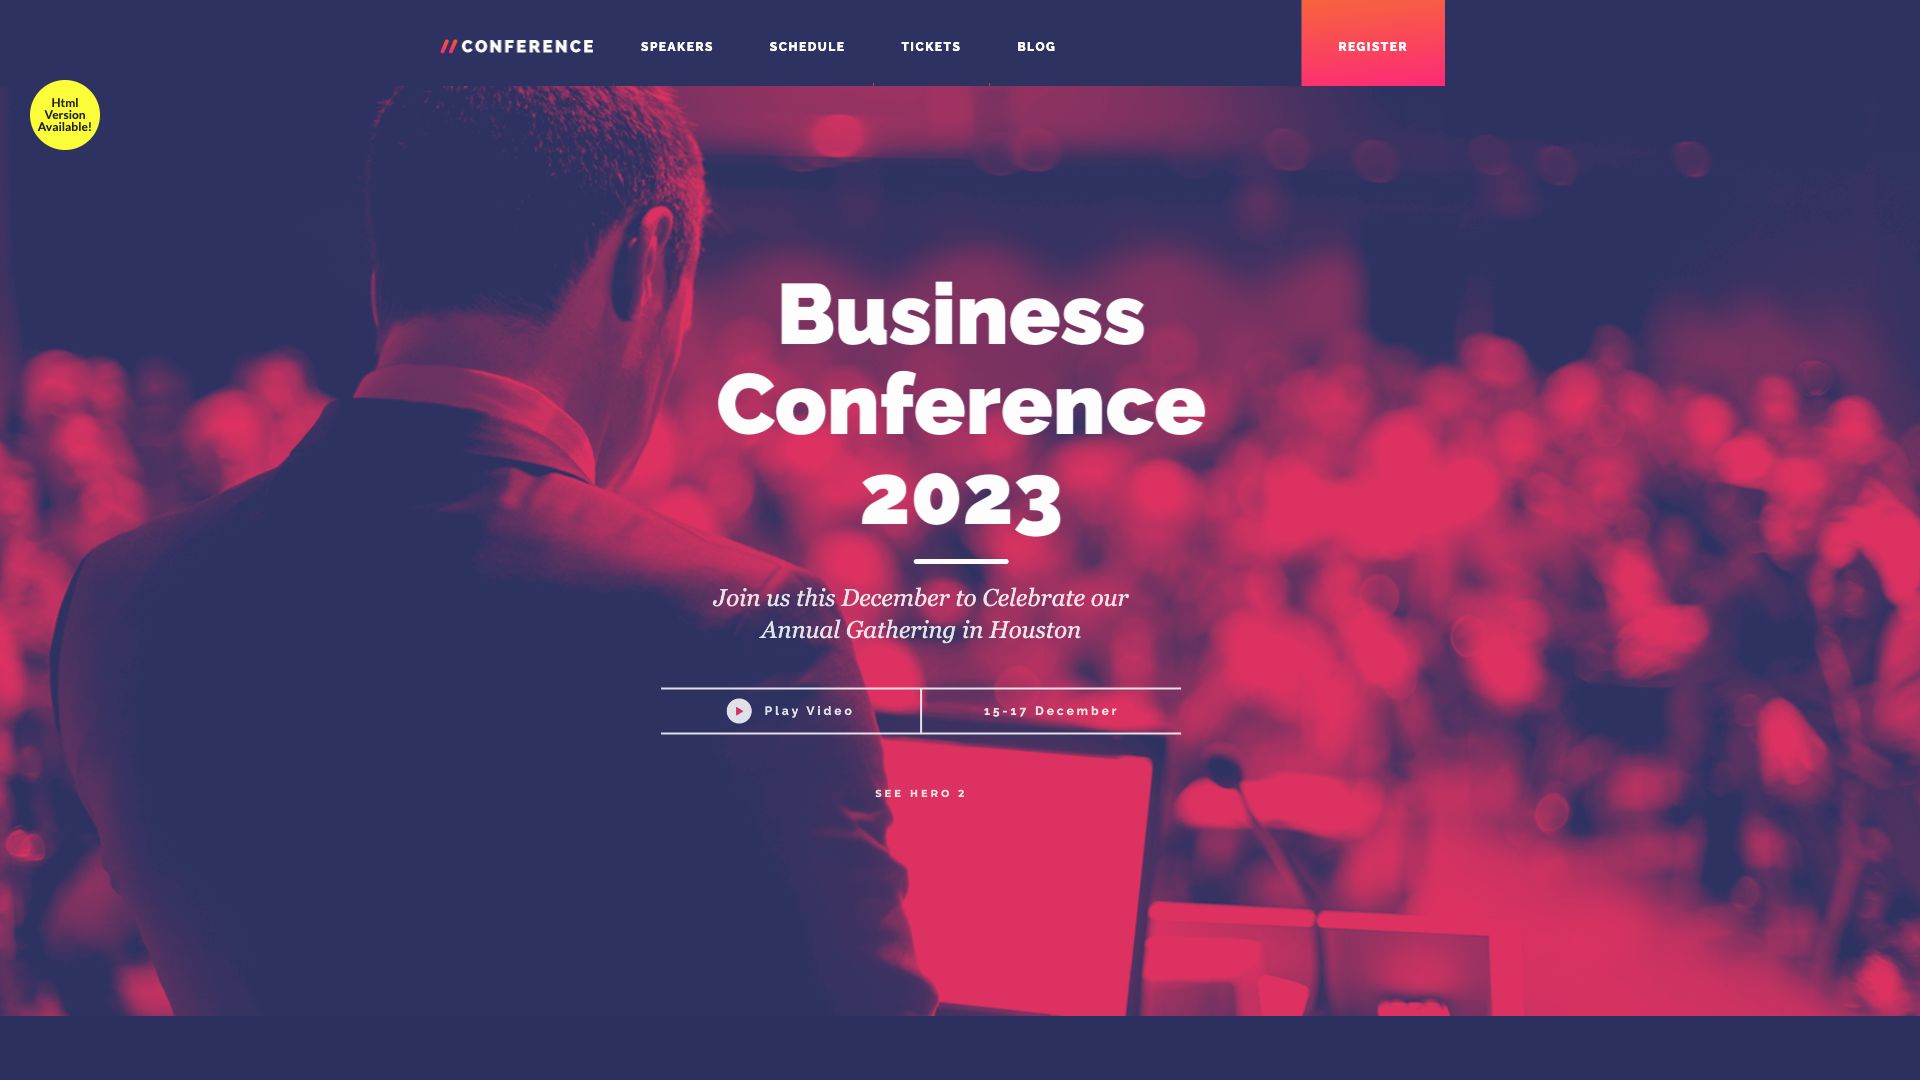 //CONFERENCE
SPEAKERS
SCHEDULE
TICKETS
BLOG
REGISTER
Html
Version
Available!
Business
Conference
2023
Join us this December to Celebrate our
Annual Gathering in Houston
Play Video
15-17 December
SEE HERO 2